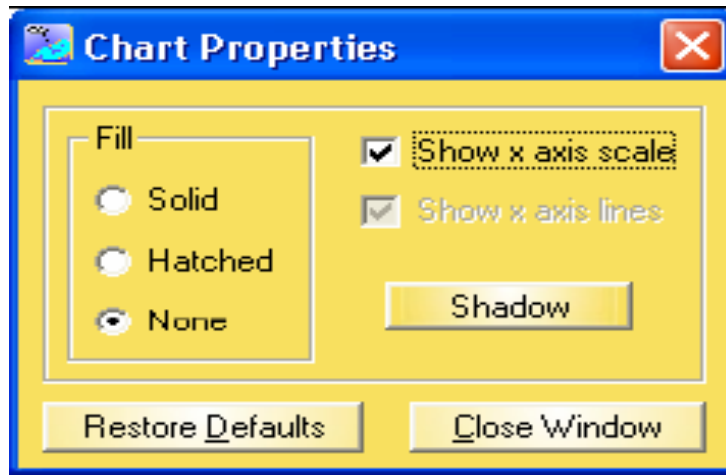 Chart Properties
Fill
Solid
Hatched
None
Show x axis scale
Show x axis lines
Shadow
Restore Defaults
Close Window